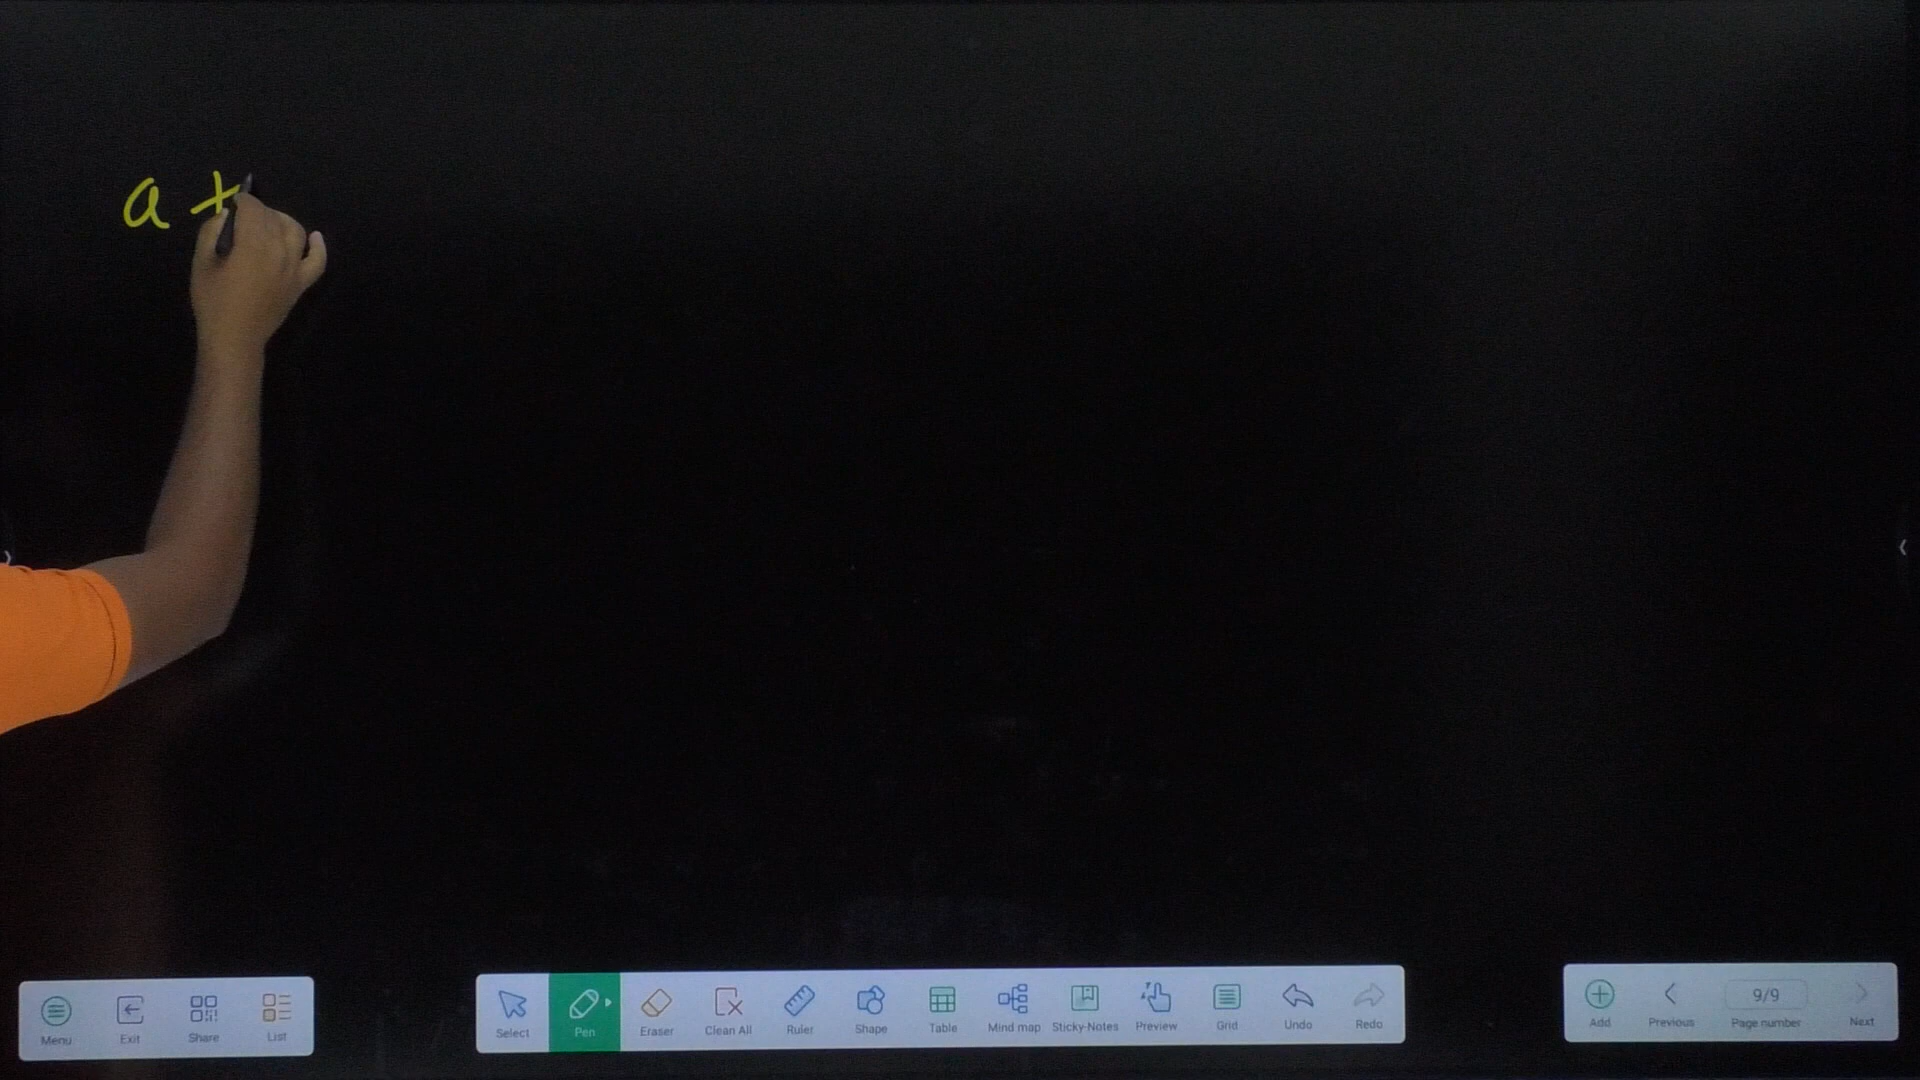 a +
Menu Exit Share List
Select Pen Eraser Clean All Ruler Shape Table Mind map Sticky-Notes Preview Grid Undo Redo
Add Previous 9/9 Page number Next